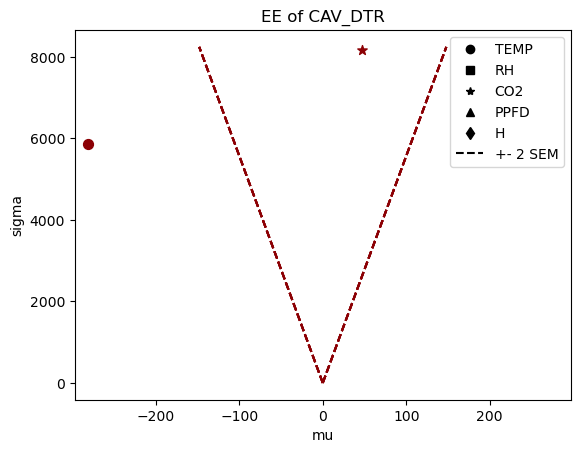 EE of CAV_DTR
8000
6000
4000
2000
0
sigma
−200
−100
0
100
200
mu
TEMP
RH
CO2
PPFD
H
+- 2 SEM